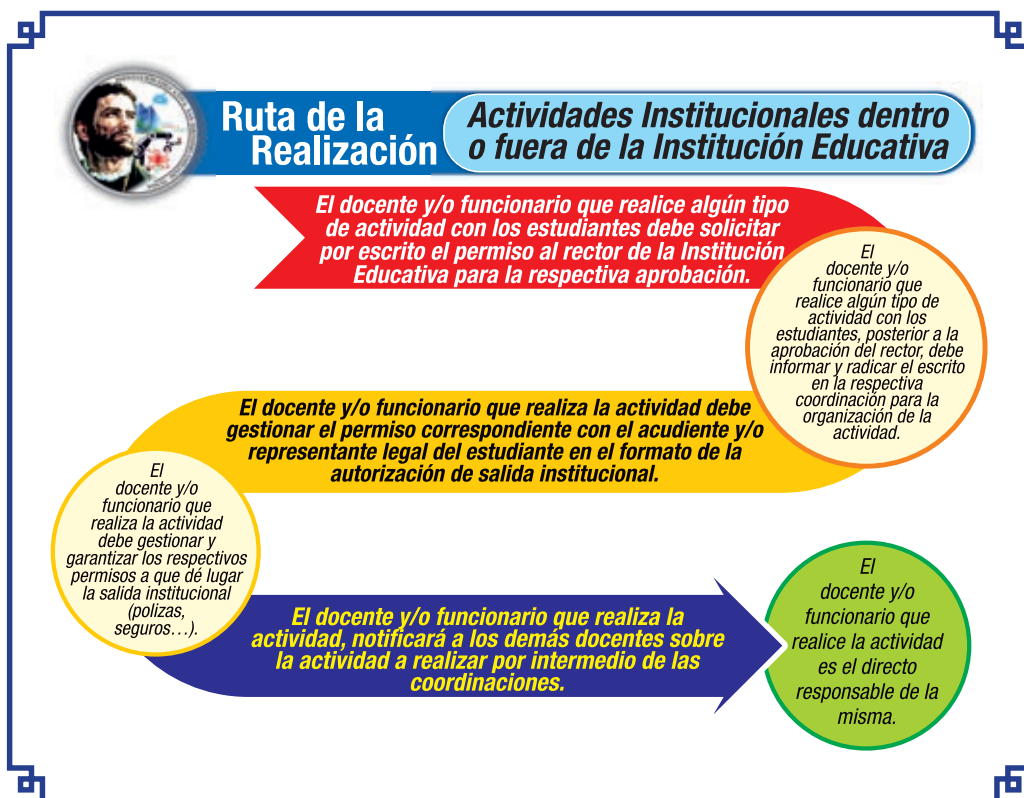 Ruta de la
Realización
Actividades Institucionales dentro
o fuera de la Institución Educativa
El docente y/o funcionario que realice algún tipo
de actividad con los estudiantes debe solicitar
por escrito el permiso al rector de la Institución
Educativa para la respectiva aprobación.
El
docente y/o
funcionario que
realice algún tipo de
actividad con los
estudiantes, posterior a la
aprobación del rector, debe
informar y radicar el escrito
en la respectiva
coordinación para la
organización de la
actividad.
El docente y/o funcionario que realiza la actividad debe
gestionar el permiso correspondiente con el acudiente y/o
representante legal del estudiante en el formato de la
autorización de salida institucional.
El
docente y/o
funcionario que
realiza la actividad
debe gestionar y
garantizar los respectivos
permisos a que dé lugar
la salida institucional
(polizas,
seguros…).
El docente y/o funcionario que realiza la
actividad, notificará a los demás docentes sobre
la actividad a realizar por intermedio de las
coordinaciones.
El
docente y/o
funcionario que
realice la actividad
es el directo
responsable de la
misma.